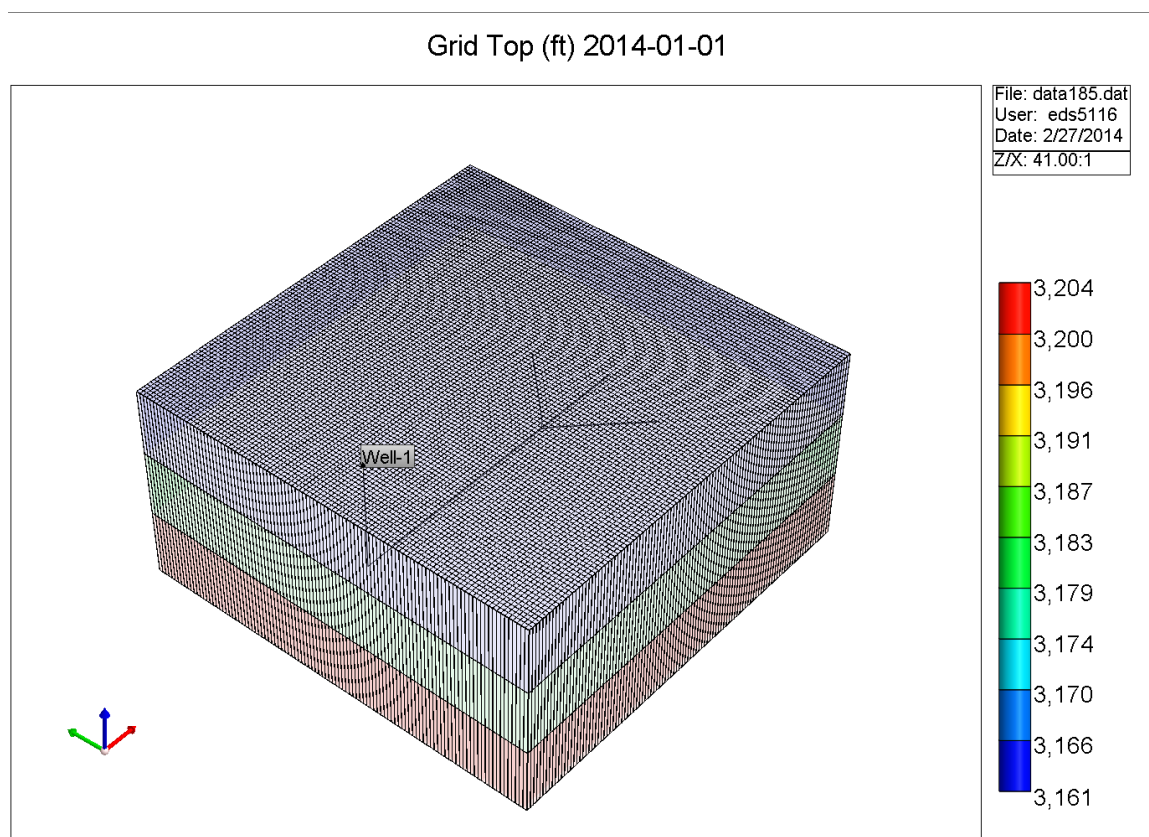 Grid Top (ft) 2014-01-01
File: data185.dat
User: eds5116
Date: 2/27/2014
Z/X: 41.00:1
Well-1
3,204
3,200
3,196
3,191
3,187
3,183
3,179
3,174
3,170
3,166
3,161